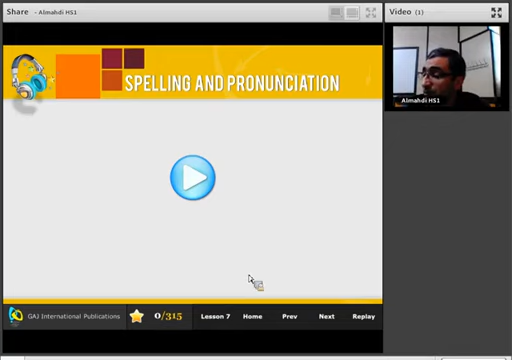 Share - Almahdi HS1
Video (1)
SPELLING AND PRONUNCIATION
Almahdi HS1
GAJ International Publications
0/315
Lesson 7
Home
Prev
Next
Replay